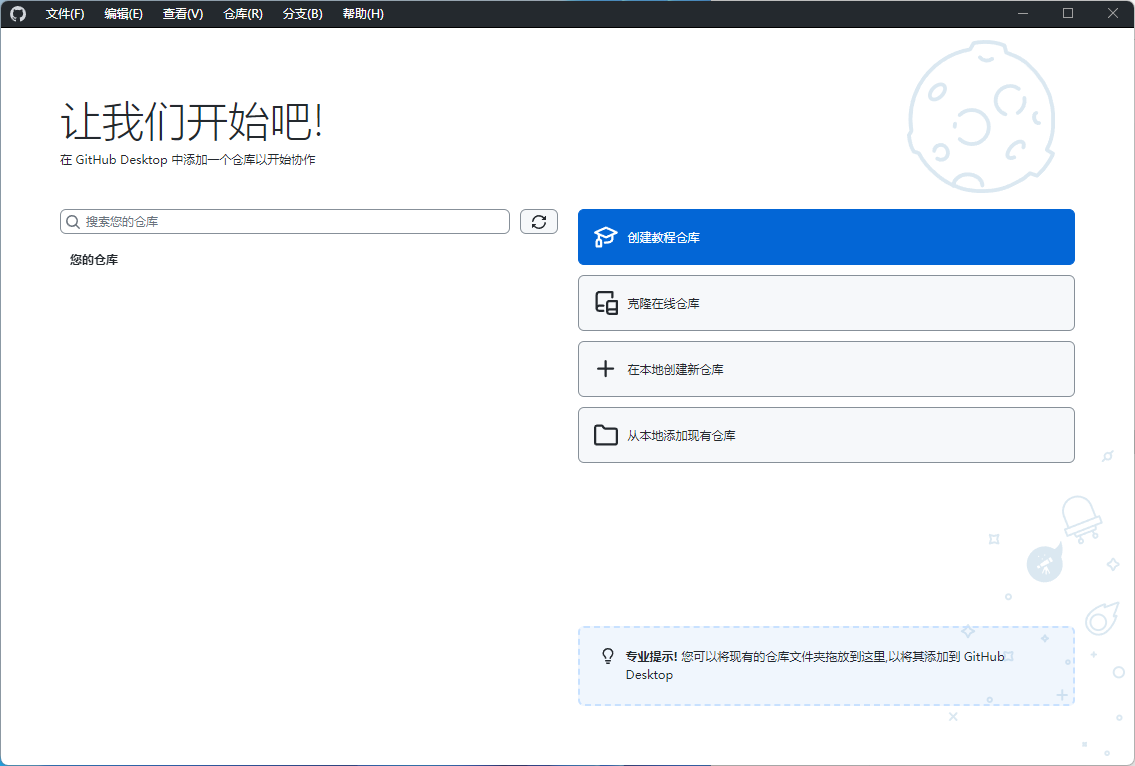 文件(F) 编辑(E) 查看(V) 仓库(R) 分支(B) 帮助(H)
让我们开始吧!
在 GitHub Desktop 中添加一个仓库以开始协作
搜索您的仓库
您的仓库
创建教程仓库
克隆在线仓库
在本地创建新仓库
从本地添加现有仓库
专业提示! 您可以将现有的仓库文件夹拖放到这里,以将其添加到 GitHub
Desktop